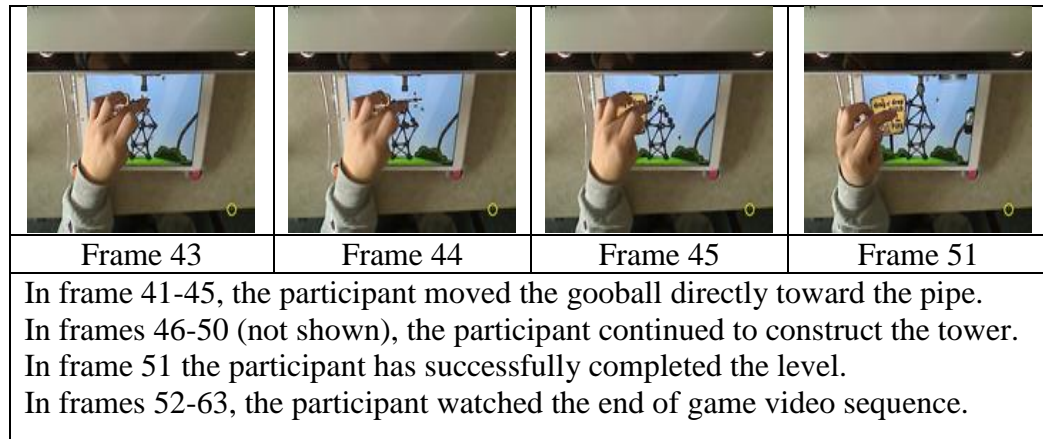 Frame 43 Frame 44 Frame 45 Frame 51
In frame 41-45, the participant moved the gooball directly toward the pipe.
In frames 46-50 (not shown), the participant continued to construct the tower.
In frame 51 the participant has successfully completed the level.
In frames 52-63, the participant watched the end of game video sequence.